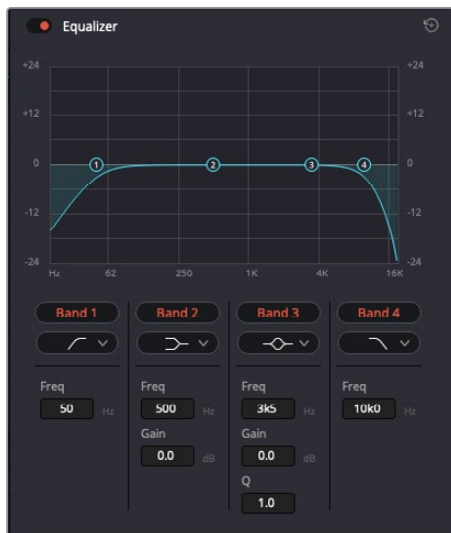 Equalizer
+24 +24
+12 +12
0 1 2 3 4 0
-12 -12
-24 -24
Hz 62 250 1K 4K 16K
Band 1 Band 2 Band 3 Band 4
Freq Freq Freq Freq
50 Hz 500 Hz 3k5 Hz 10k0 Hz
Gain Gain
0.0 dB 0.0 dB
Q
1.0